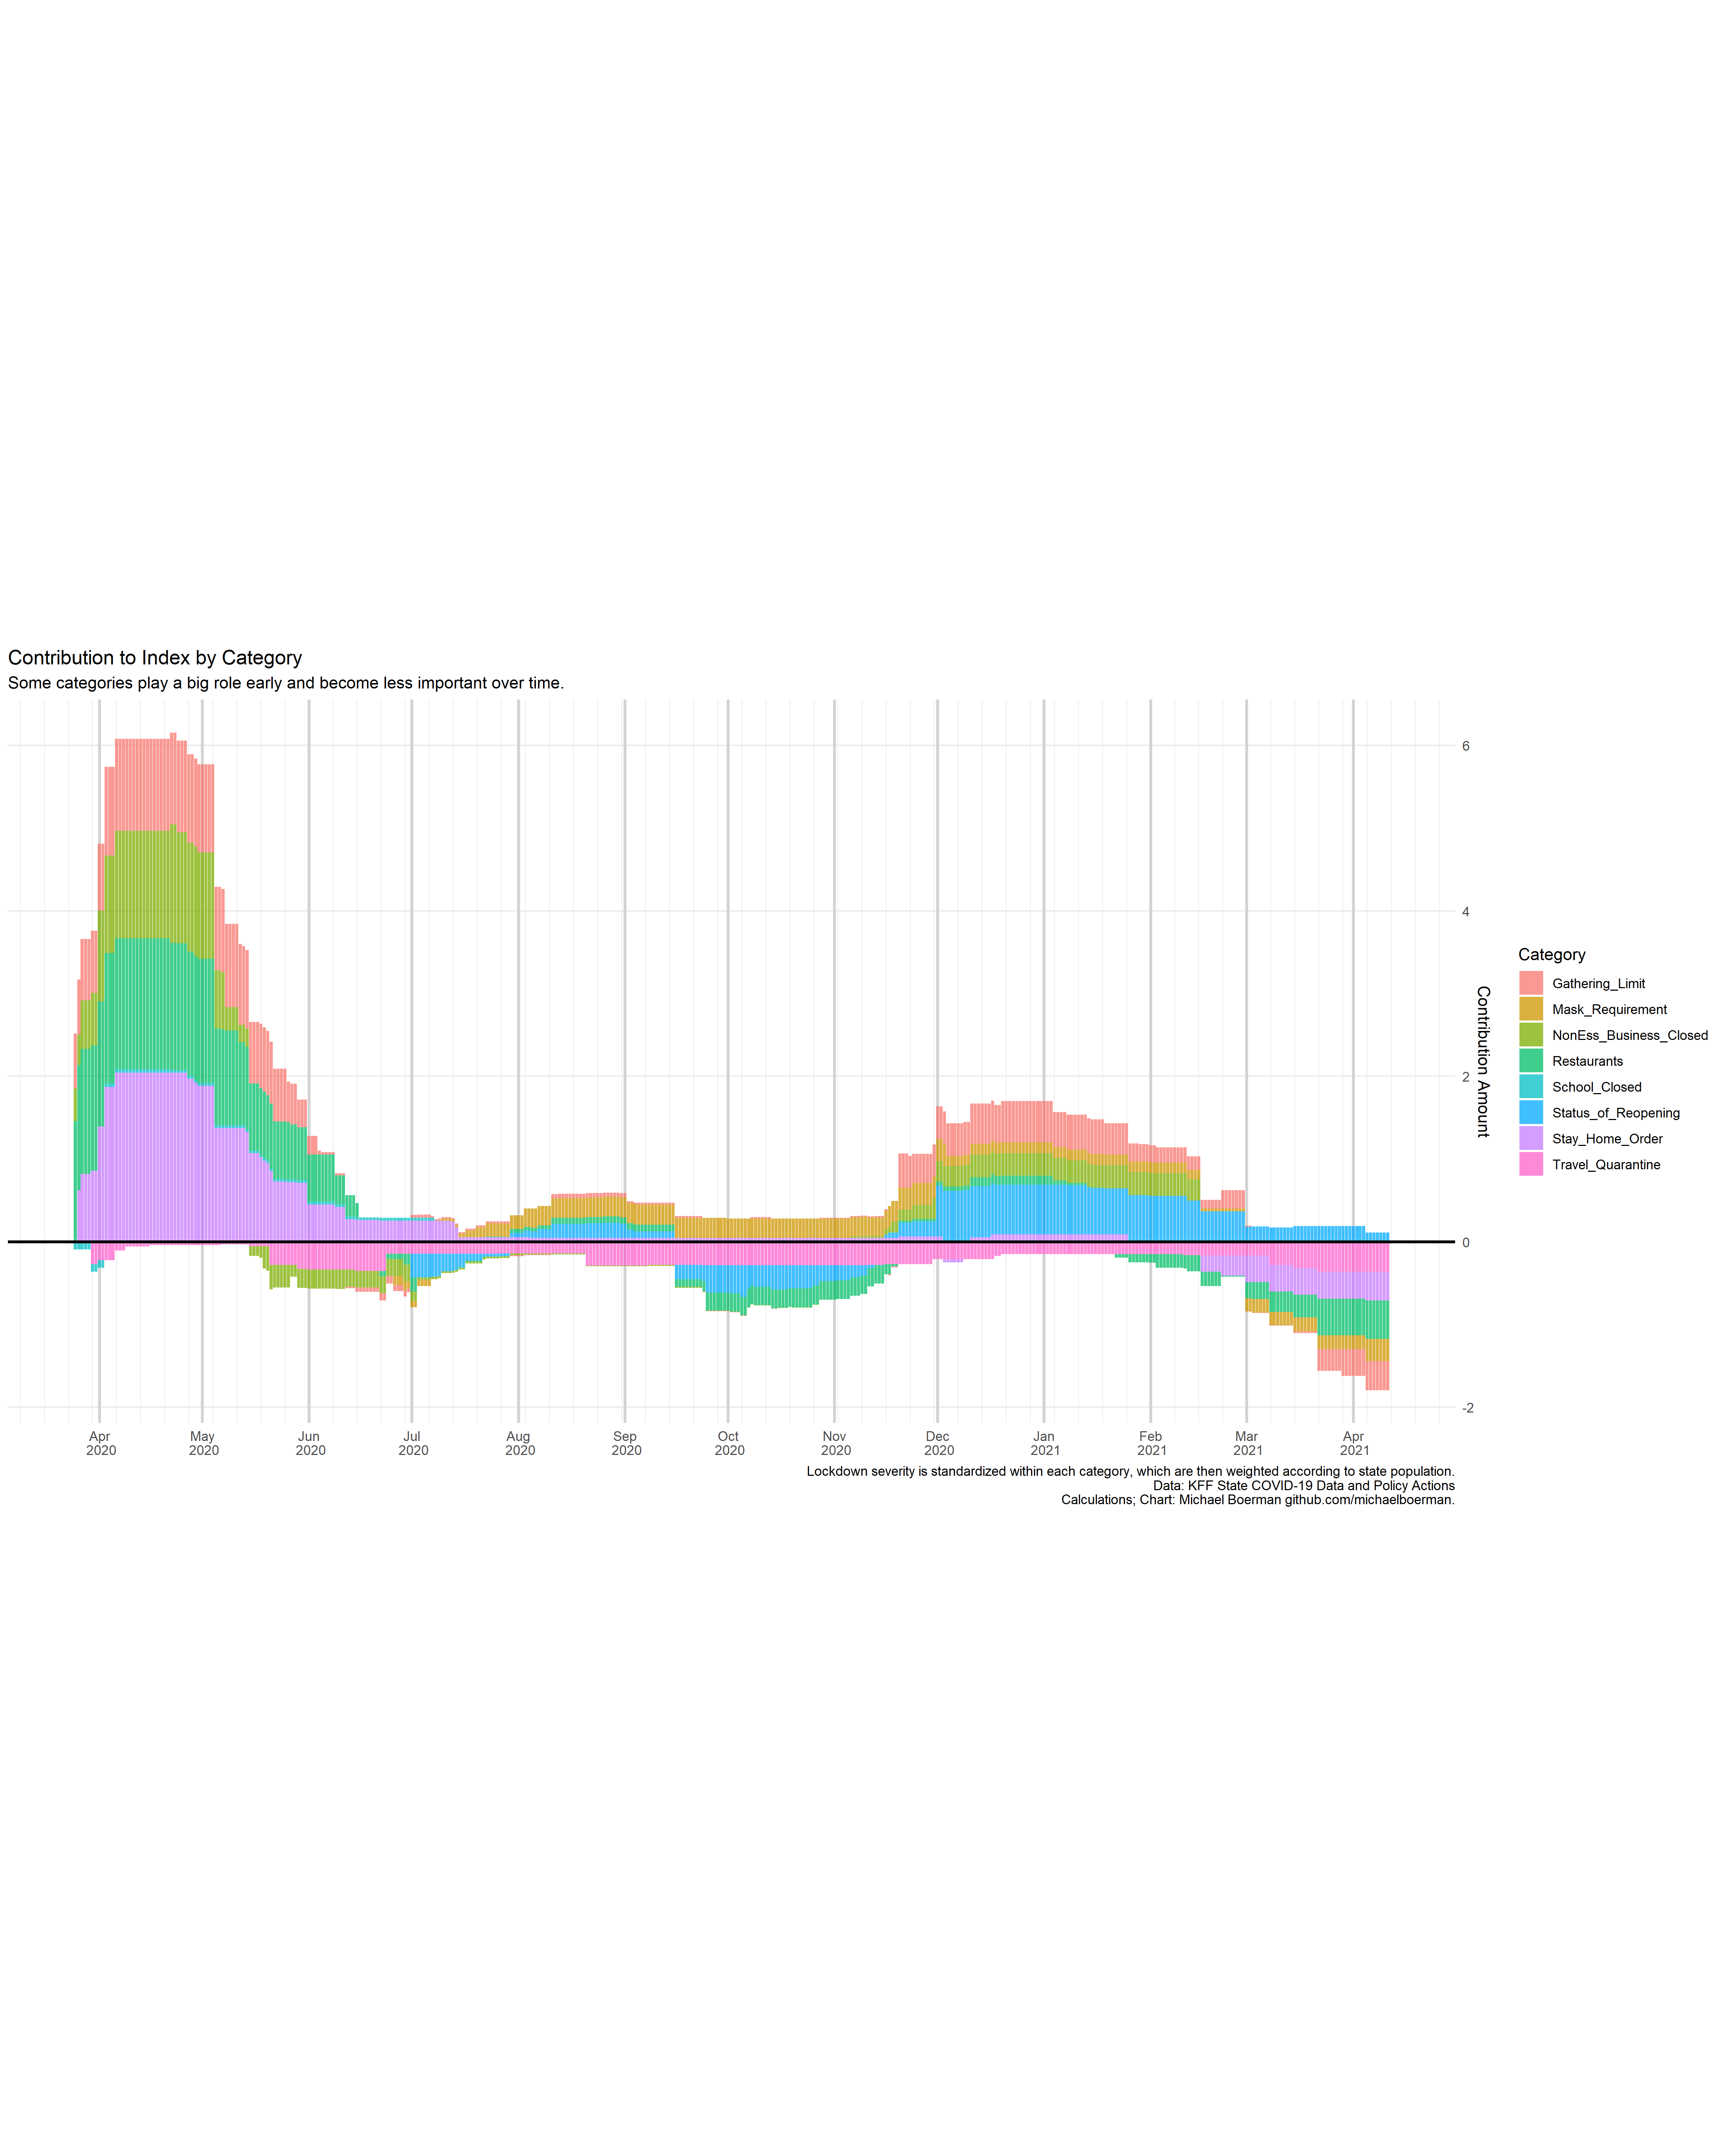 Contribution to Index by Category
Some categories play a big role early and become less important over time.
6
4
2
0
-2
Contribution Amount
Apr
2020
May
2020
Jun
2020
Jul
2020
Aug
2020
Sep
2020
Oct
2020
Nov
2020
Dec
2020
Jan
2021
Feb
2021
Mar
2021
Apr
2021
Category
Gathering_Limit
Mask_Requirement
NonEss_Business_Closed
Restaurants
School_Closed
Status_of_Reopening
Stay_Home_Order
Travel_Quarantine
Lockdown severity is standardized within each category, which are then weighted according to state population.
Data: KFF State COVID-19 Data and Policy Actions
Calculations; Chart: Michael Boerman github.com/michaelboerman.